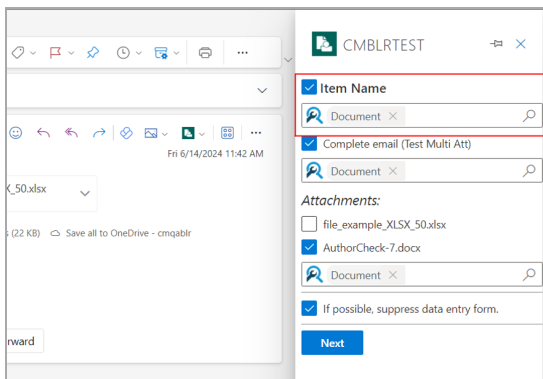 CMBLRTEST
Item Name
Document
Complete email (Test Multi Att)
Document
Attachments:
file_example_XLSX_50.xlsx
AuthorCheck-7.docx
Document
If possible, suppress data entry form.
Next
Fri 6/14/2024 11:42 AM
_50.xlsx
(22 KB) Save all to OneDrive - cmqablr
rward